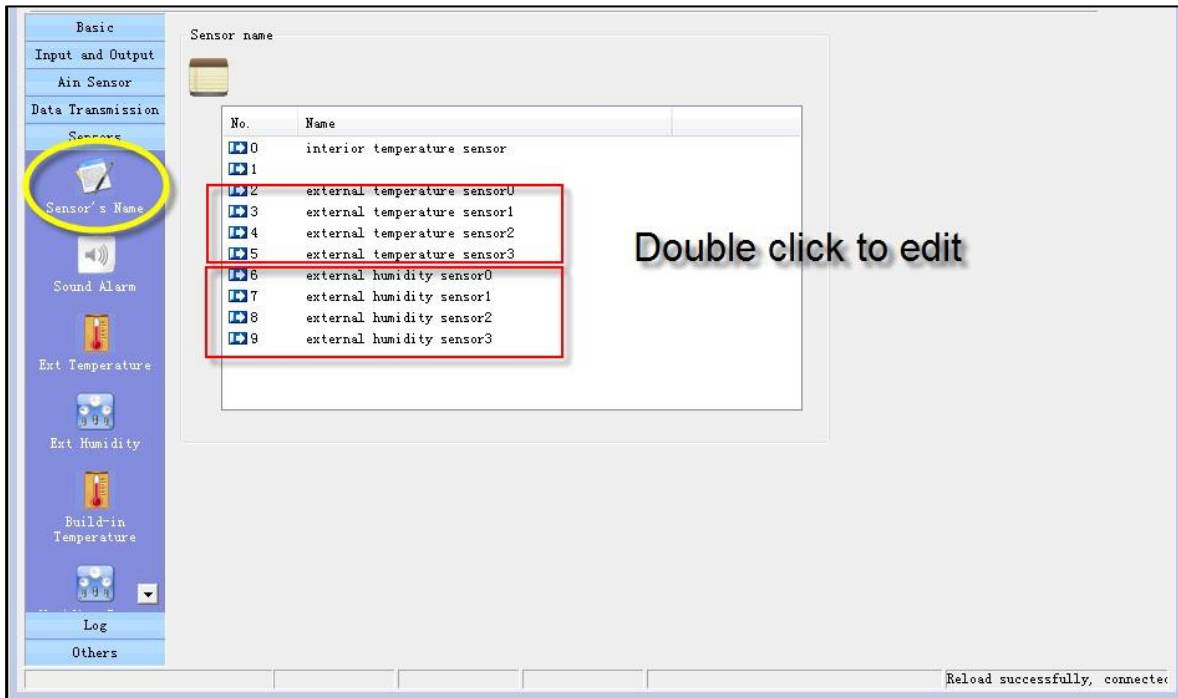 Basic
Input and Output
Ain Sensor
Data Transmission
Sensors
Sensor's Name
Sound Alarm
Ext Temperature
Ext Humidity
Build-in
Temperature
Log
Others
Sensor name
No. Name
0 interior temperature sensor
1
2 external temperature sensor0
3 external temperature sensor1
4 external temperature sensor2
5 external temperature sensor3
6 external humidity sensor0
7 external humidity sensor1
8 external humidity sensor2
9 external humidity sensor3
Double click to edit
Reload successfully, connected